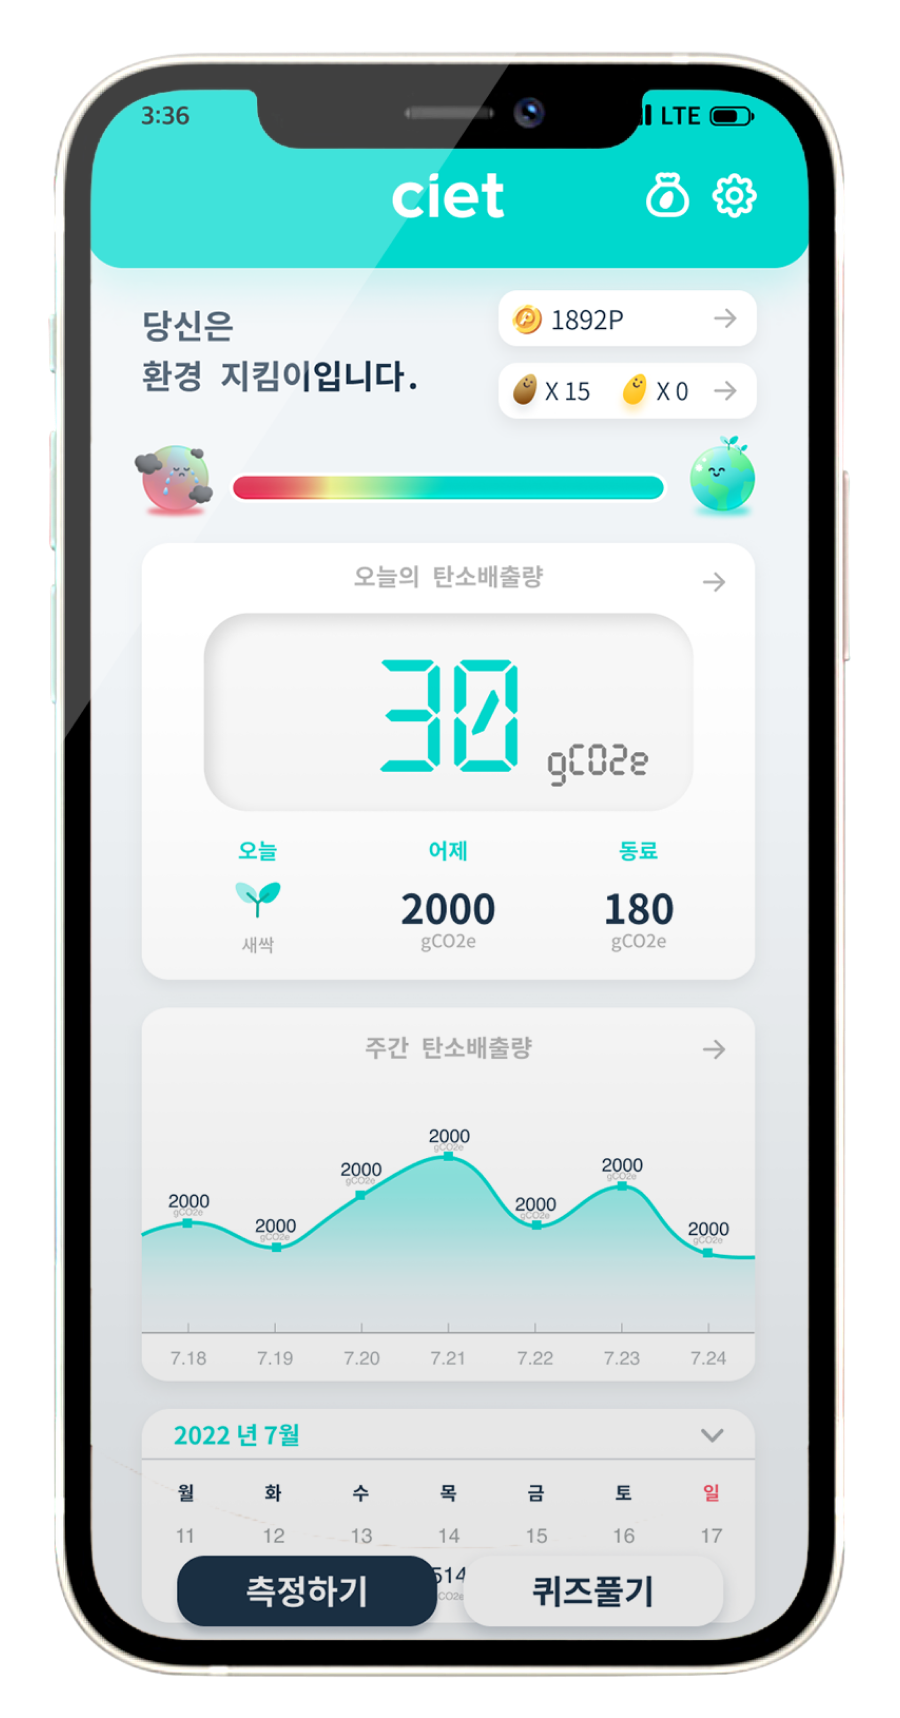 3:36
LTE
ciet
당신은
환경 지킴이입니다.
1892P
X 15 X 0
오늘의 탄소배출량
30 gCO2e
오늘 어제 동료
2000 180
새싹 gCO2e gCO2e
주간 탄소배출량
2000 gCO2e
2000 gCO2e
2000 gCO2e
2000 gCO2e
2000 gCO2e
2000 gCO2e
2000 gCO2e
7.18 7.19 7.20 7.21 7.22 7.23 7.24
2022 년 7월
월 화 수 목 금 토 일
11 12 13 14 15 16 17
514
CO2e
측정하기 퀴즈풀기